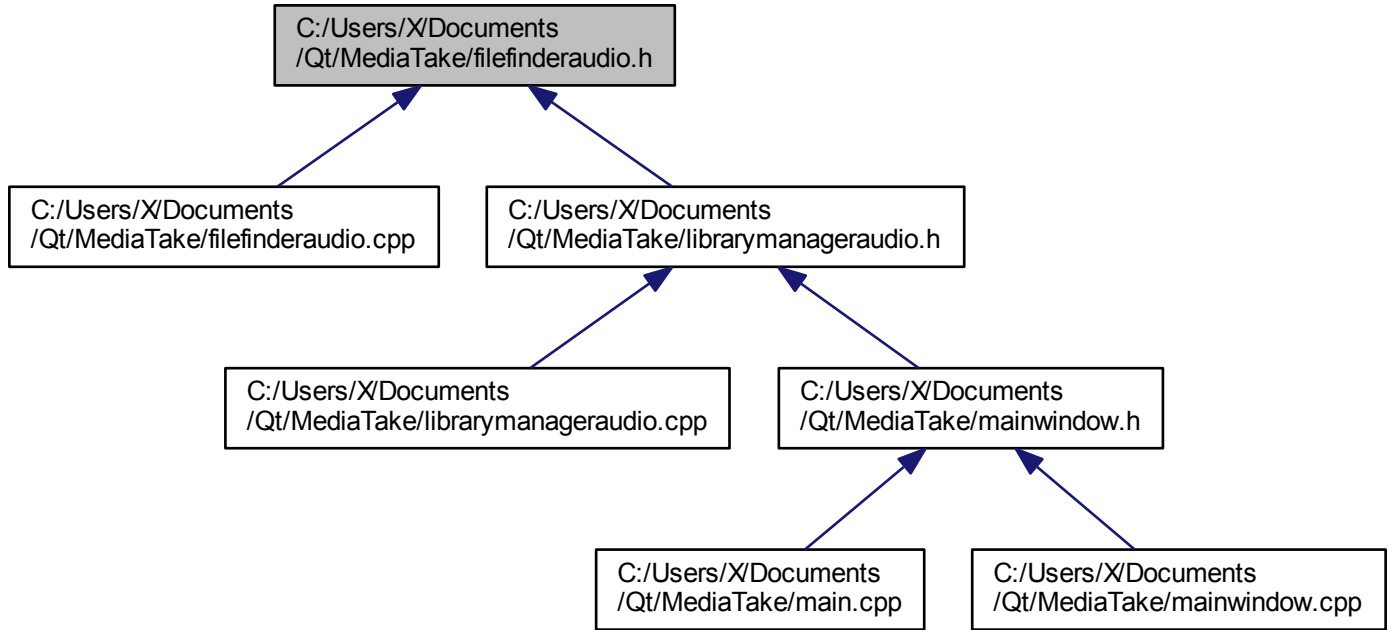 C:/Users/X/Documents
/Qt/MediaTake/filefinderaudio.h
C:/Users/X/Documents
/Qt/MediaTake/filefinderaudio.cpp
C:/Users/X/Documents
/Qt/MediaTake/librarymanageraudio.h
C:/Users/X/Documents
/Qt/MediaTake/librarymanageraudio.cpp
C:/Users/X/Documents
/Qt/MediaTake/mainwindow.h
C:/Users/X/Documents
/Qt/MediaTake/main.cpp
C:/Users/X/Documents
/Qt/MediaTake/mainwindow.cpp